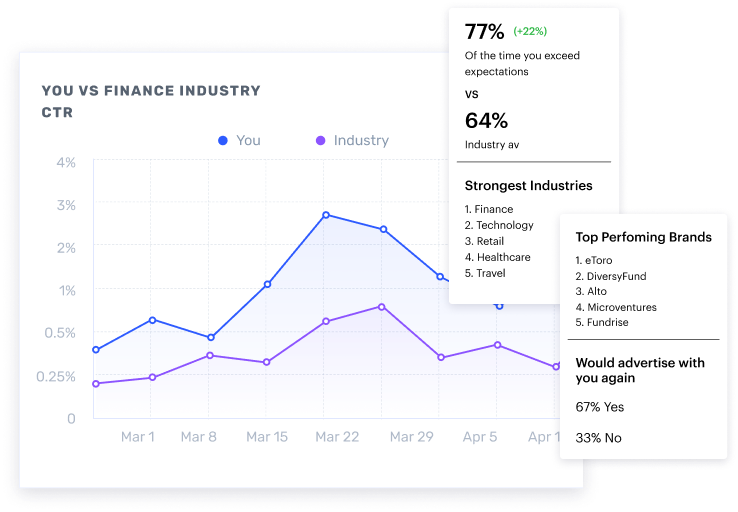 YOU VS FINANCE INDUSTRY
CTR
You
Industry
4%
3%
2%
1%
0.5%
0.25%
0
Mar 1
Mar 8
Mar 15
Mar 22
Mar 29
Apr 5
Apr
77% (+22%)
Of the time you exceed
expectations
VS
64%
Industry av
Strongest Industries
1. Finance
2. Technology
3. Retail
4. Healthcare
5. Travel
Top Perfoming Brands
1. eToro
2. DiversyFund
3. Alto
4. Microventures
5. Fundrise
Would advertise with
you again
67% Yes
33% No